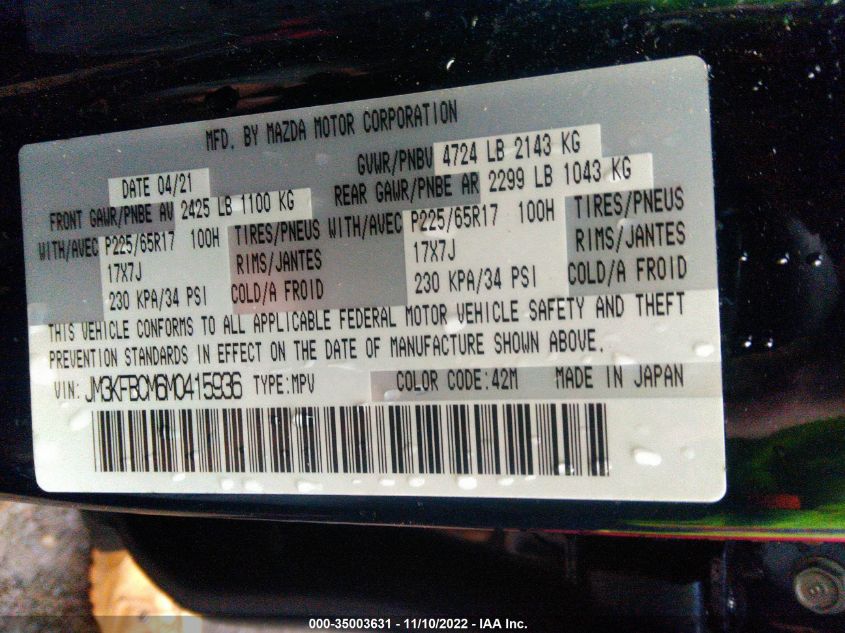 MFD. BY MAZDA MOTOR CORPORATION
DATE 04/21 GVWR/PNBV 4724 LB 2143 KG
FRONT GAWR/PNBE AV 2425 LB 1100 KG REAR GAWR/PNBE AR 2299 LB 1043 KG
WITH/AVEC P225/65R17 100H TIRES/PNEUS WITH/AVEC P225/65R17 100H TIRES/PNEUS
17X7J RIMS/JANTES 17X7J RIMS/JANTES
230 KPA/34 PSI COLD/A FROID 230 KPA/34 PSI COLD/A FROID
THIS VEHICLE CONFORMS TO ALL APPLICABLE FEDERAL MOTOR VEHICLE SAFETY AND THEFT
PREVENTION STANDARDS IN EFFECT ON THE DATE OF MANUFACTURE SHOWN ABOVE.
VIN: JM3KFBCM6M0415936 TYPE:MPV COLOR CODE:42M MADE IN JAPAN
000-35003631 - 11/10/2022 - IAA Inc.